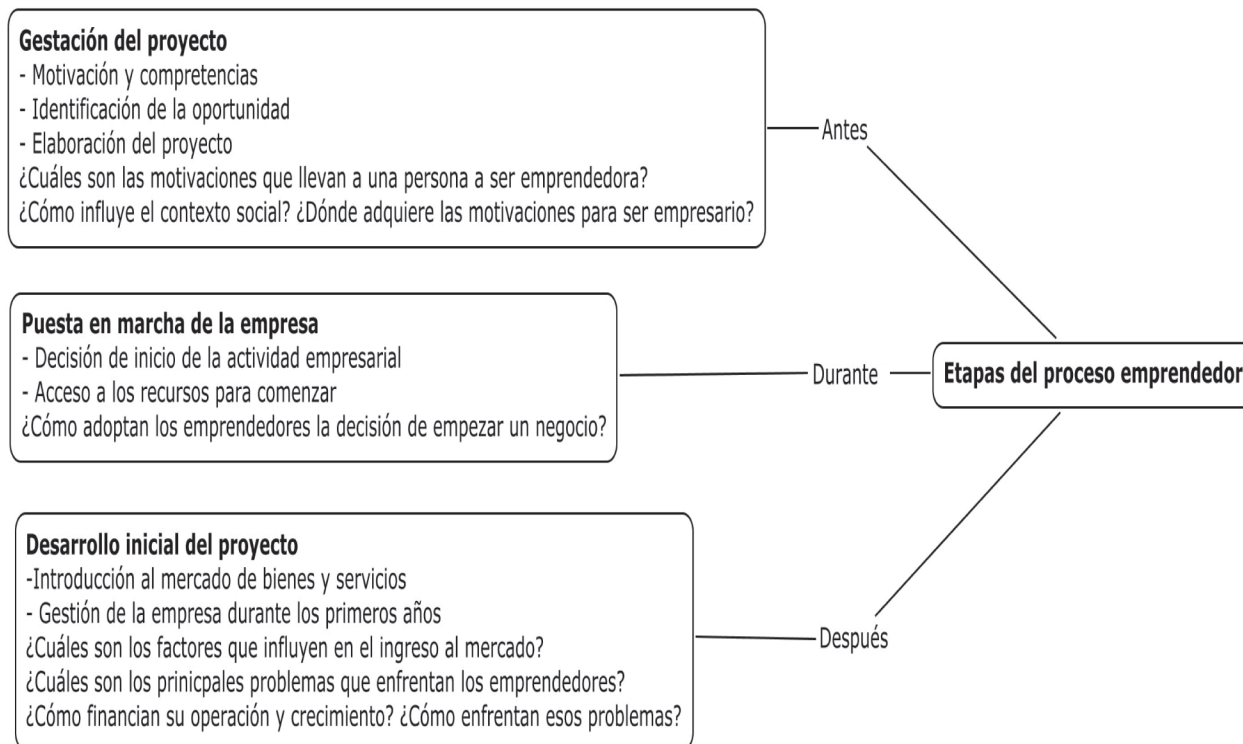 Gestación del proyecto
- Motivación y competencias
- Identificación de la oportunidad
- Elaboración del proyecto
¿Cuáles son las motivaciones que llevan a una persona a ser emprendedora?
¿Cómo influye el contexto social? ¿Dónde adquiere las motivaciones para ser empresario?
Antes
Puesta en marcha de la empresa
- Decisión de inicio de la actividad empresarial
- Acceso a los recursos para comenzar
¿Cómo adoptan los emprendedores la decisión de empezar un negocio?
Durante
Etapas del proceso emprendedor
Desarrollo inicial del proyecto
-Introducción al mercado de bienes y servicios
- Gestión de la empresa durante los primeros años
¿Cuáles son los factores que influyen en el ingreso al mercado?
¿Cuáles son los prinicpales problemas que enfrentan los emprendedores?
¿Cómo financian su operación y crecimiento? ¿Cómo enfrentan esos problemas?
Después